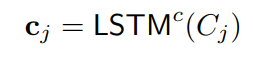 c_j = LSTM^c(C_j)